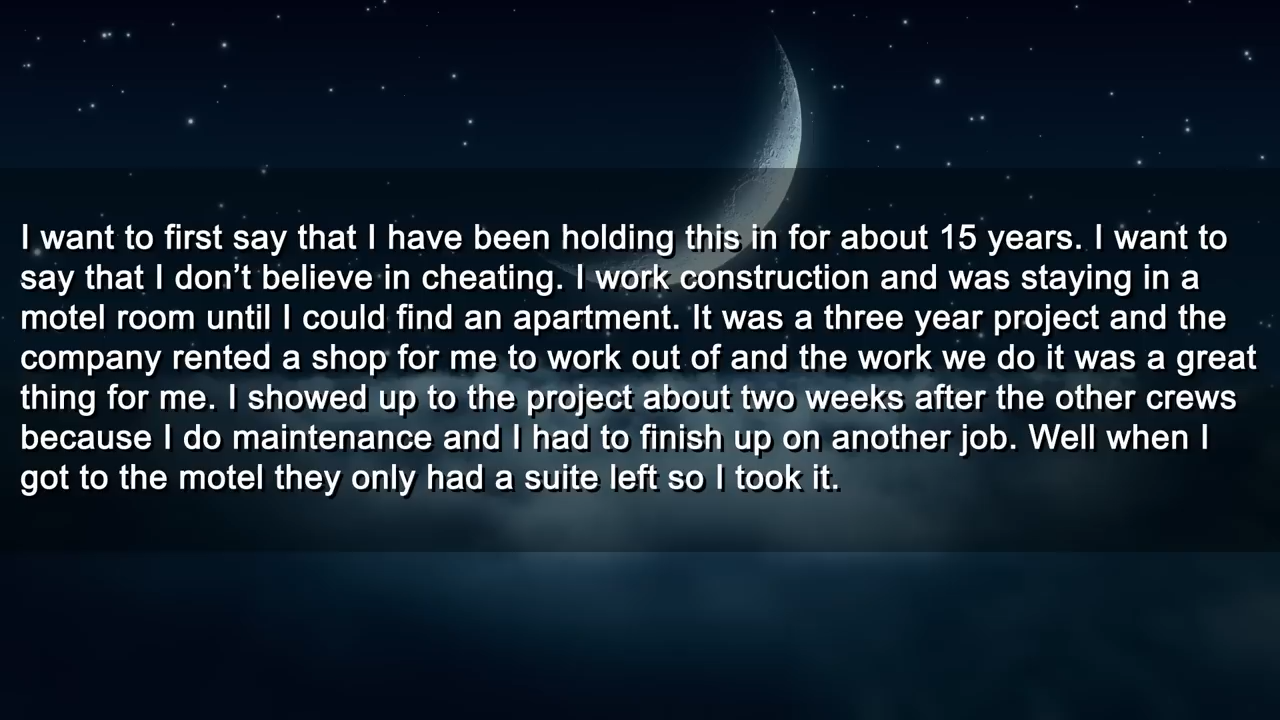 I want to first say that I have been holding this in for about 15 years. I want to
say that I don’t believe in cheating. I work construction and was staying in a
motel room until I could find an apartment. It was a three year project and the
company rented a shop for me to work out of and the work we do it was a great
thing for me. I showed up to the project about two weeks after the other crews
because I do maintenance and I had to finish up on another job. Well when I
got to the motel they only had a suite left so I took it.